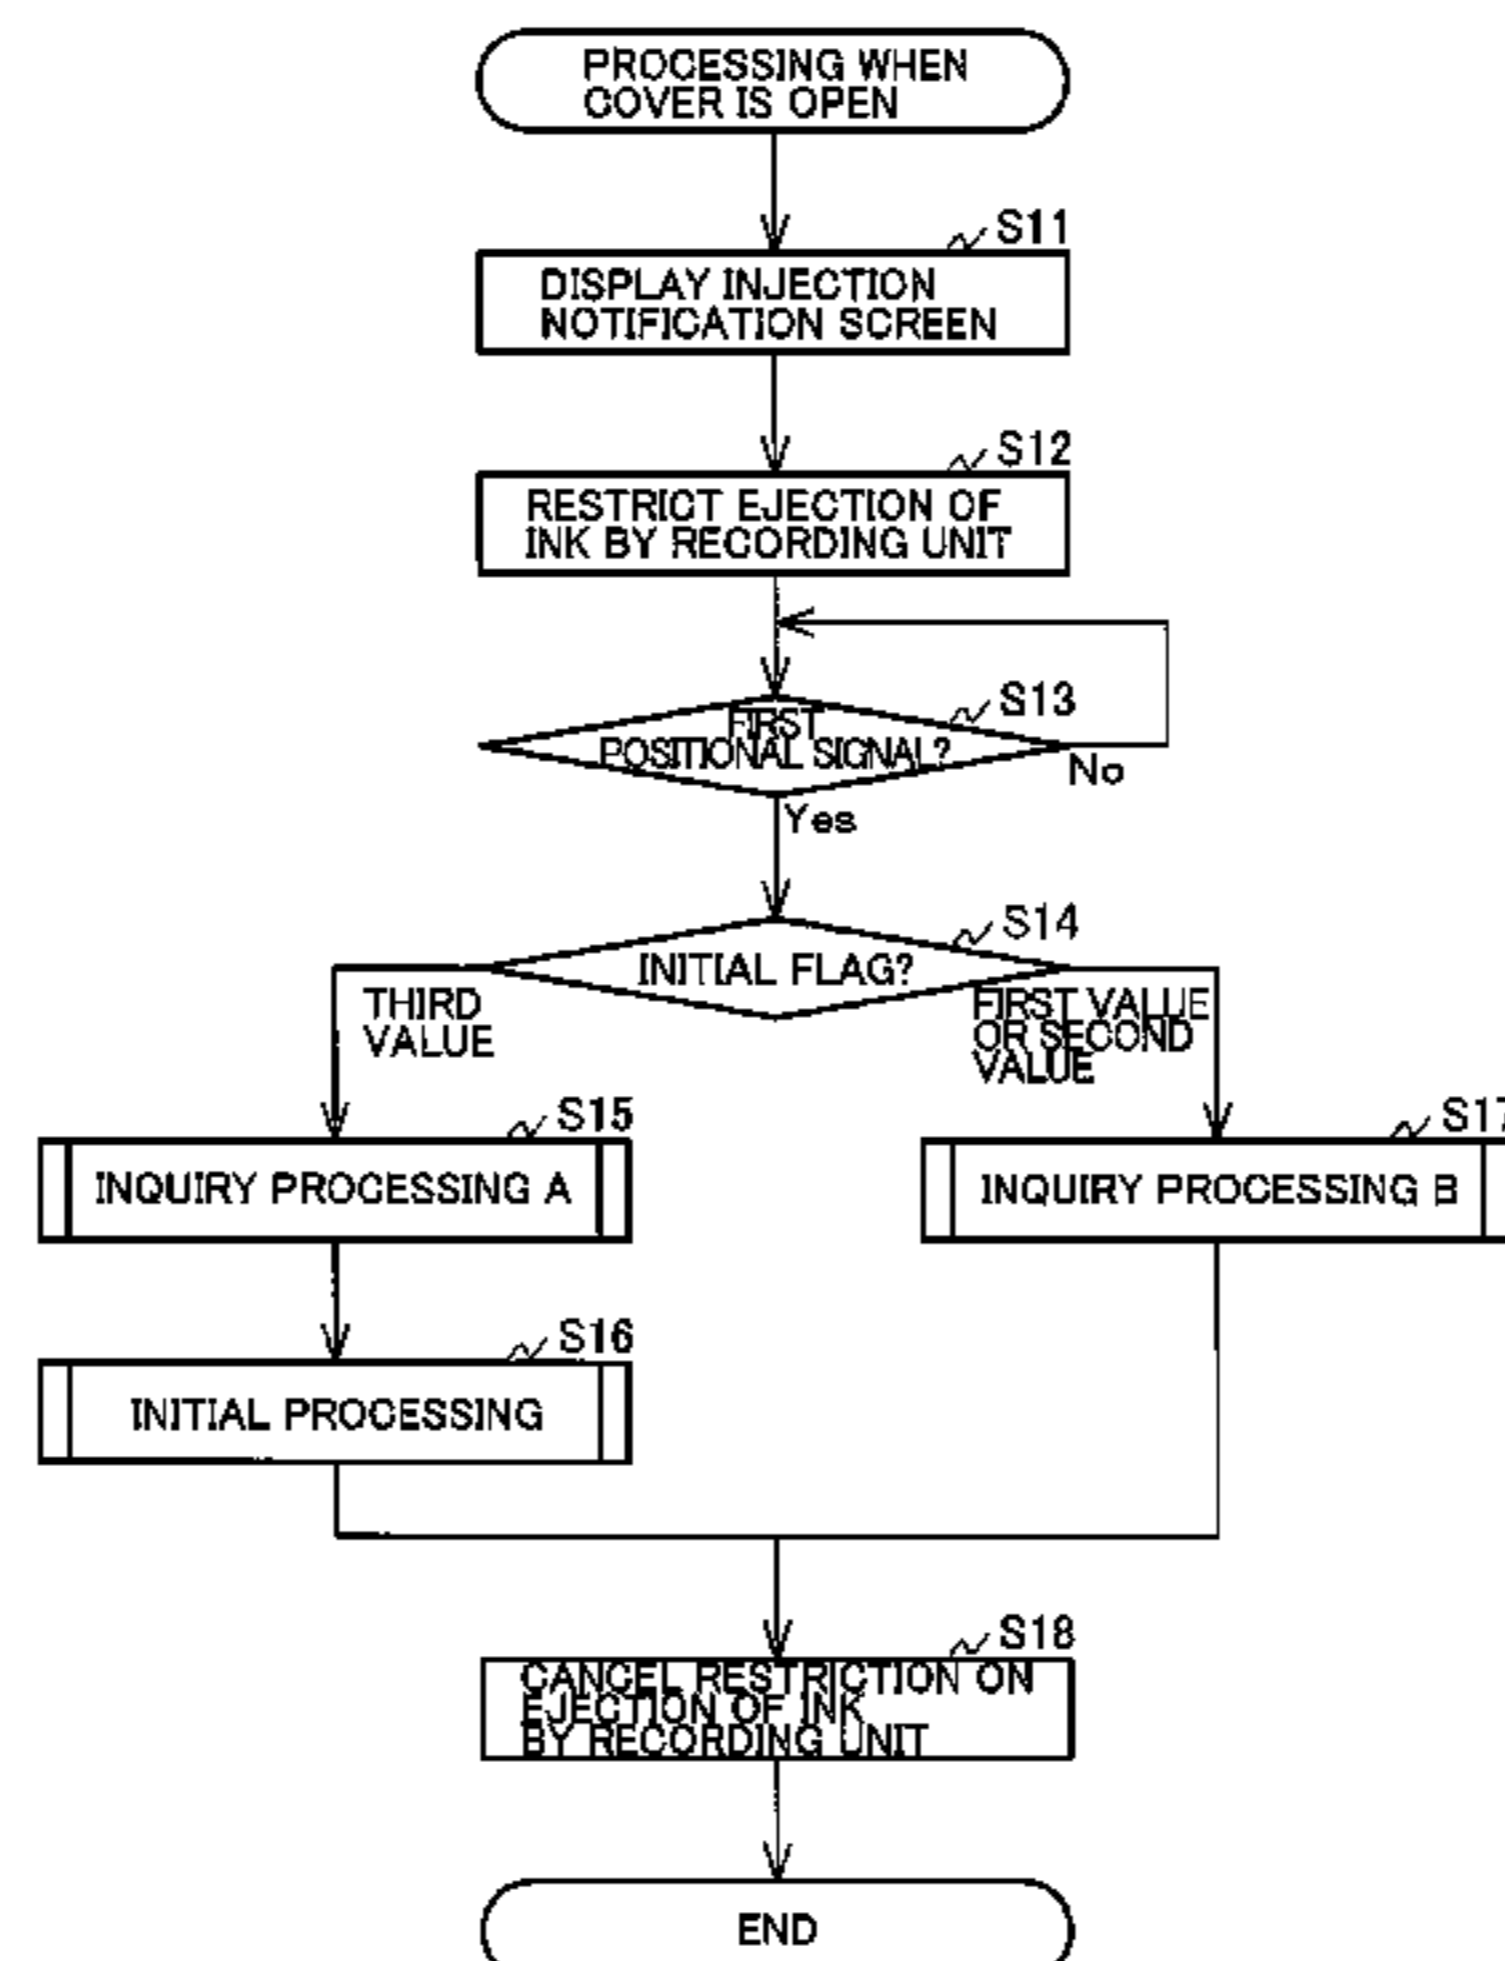 PROCESSING WHEN
COVER IS OPEN
S11
DISPLAY INJECTION
NOTIFICATION SCREEN
S12
RESTRICT EJECTION OF
INK BY RECORDING UNIT
S13
FIRST
POSITIONAL SIGNAL?
No
Yes
S14
INITIAL FLAG?
THIRD
VALUE
FIRST VALUE
OR SECOND
VALUE
S15
INQUIRY PROCESSING A
S17
INQUIRY PROCESSING B
S16
INITIAL PROCESSING
S18
CANCEL RESTRICTION ON
EJECTION OF INK
BY RECORDING UNIT
END